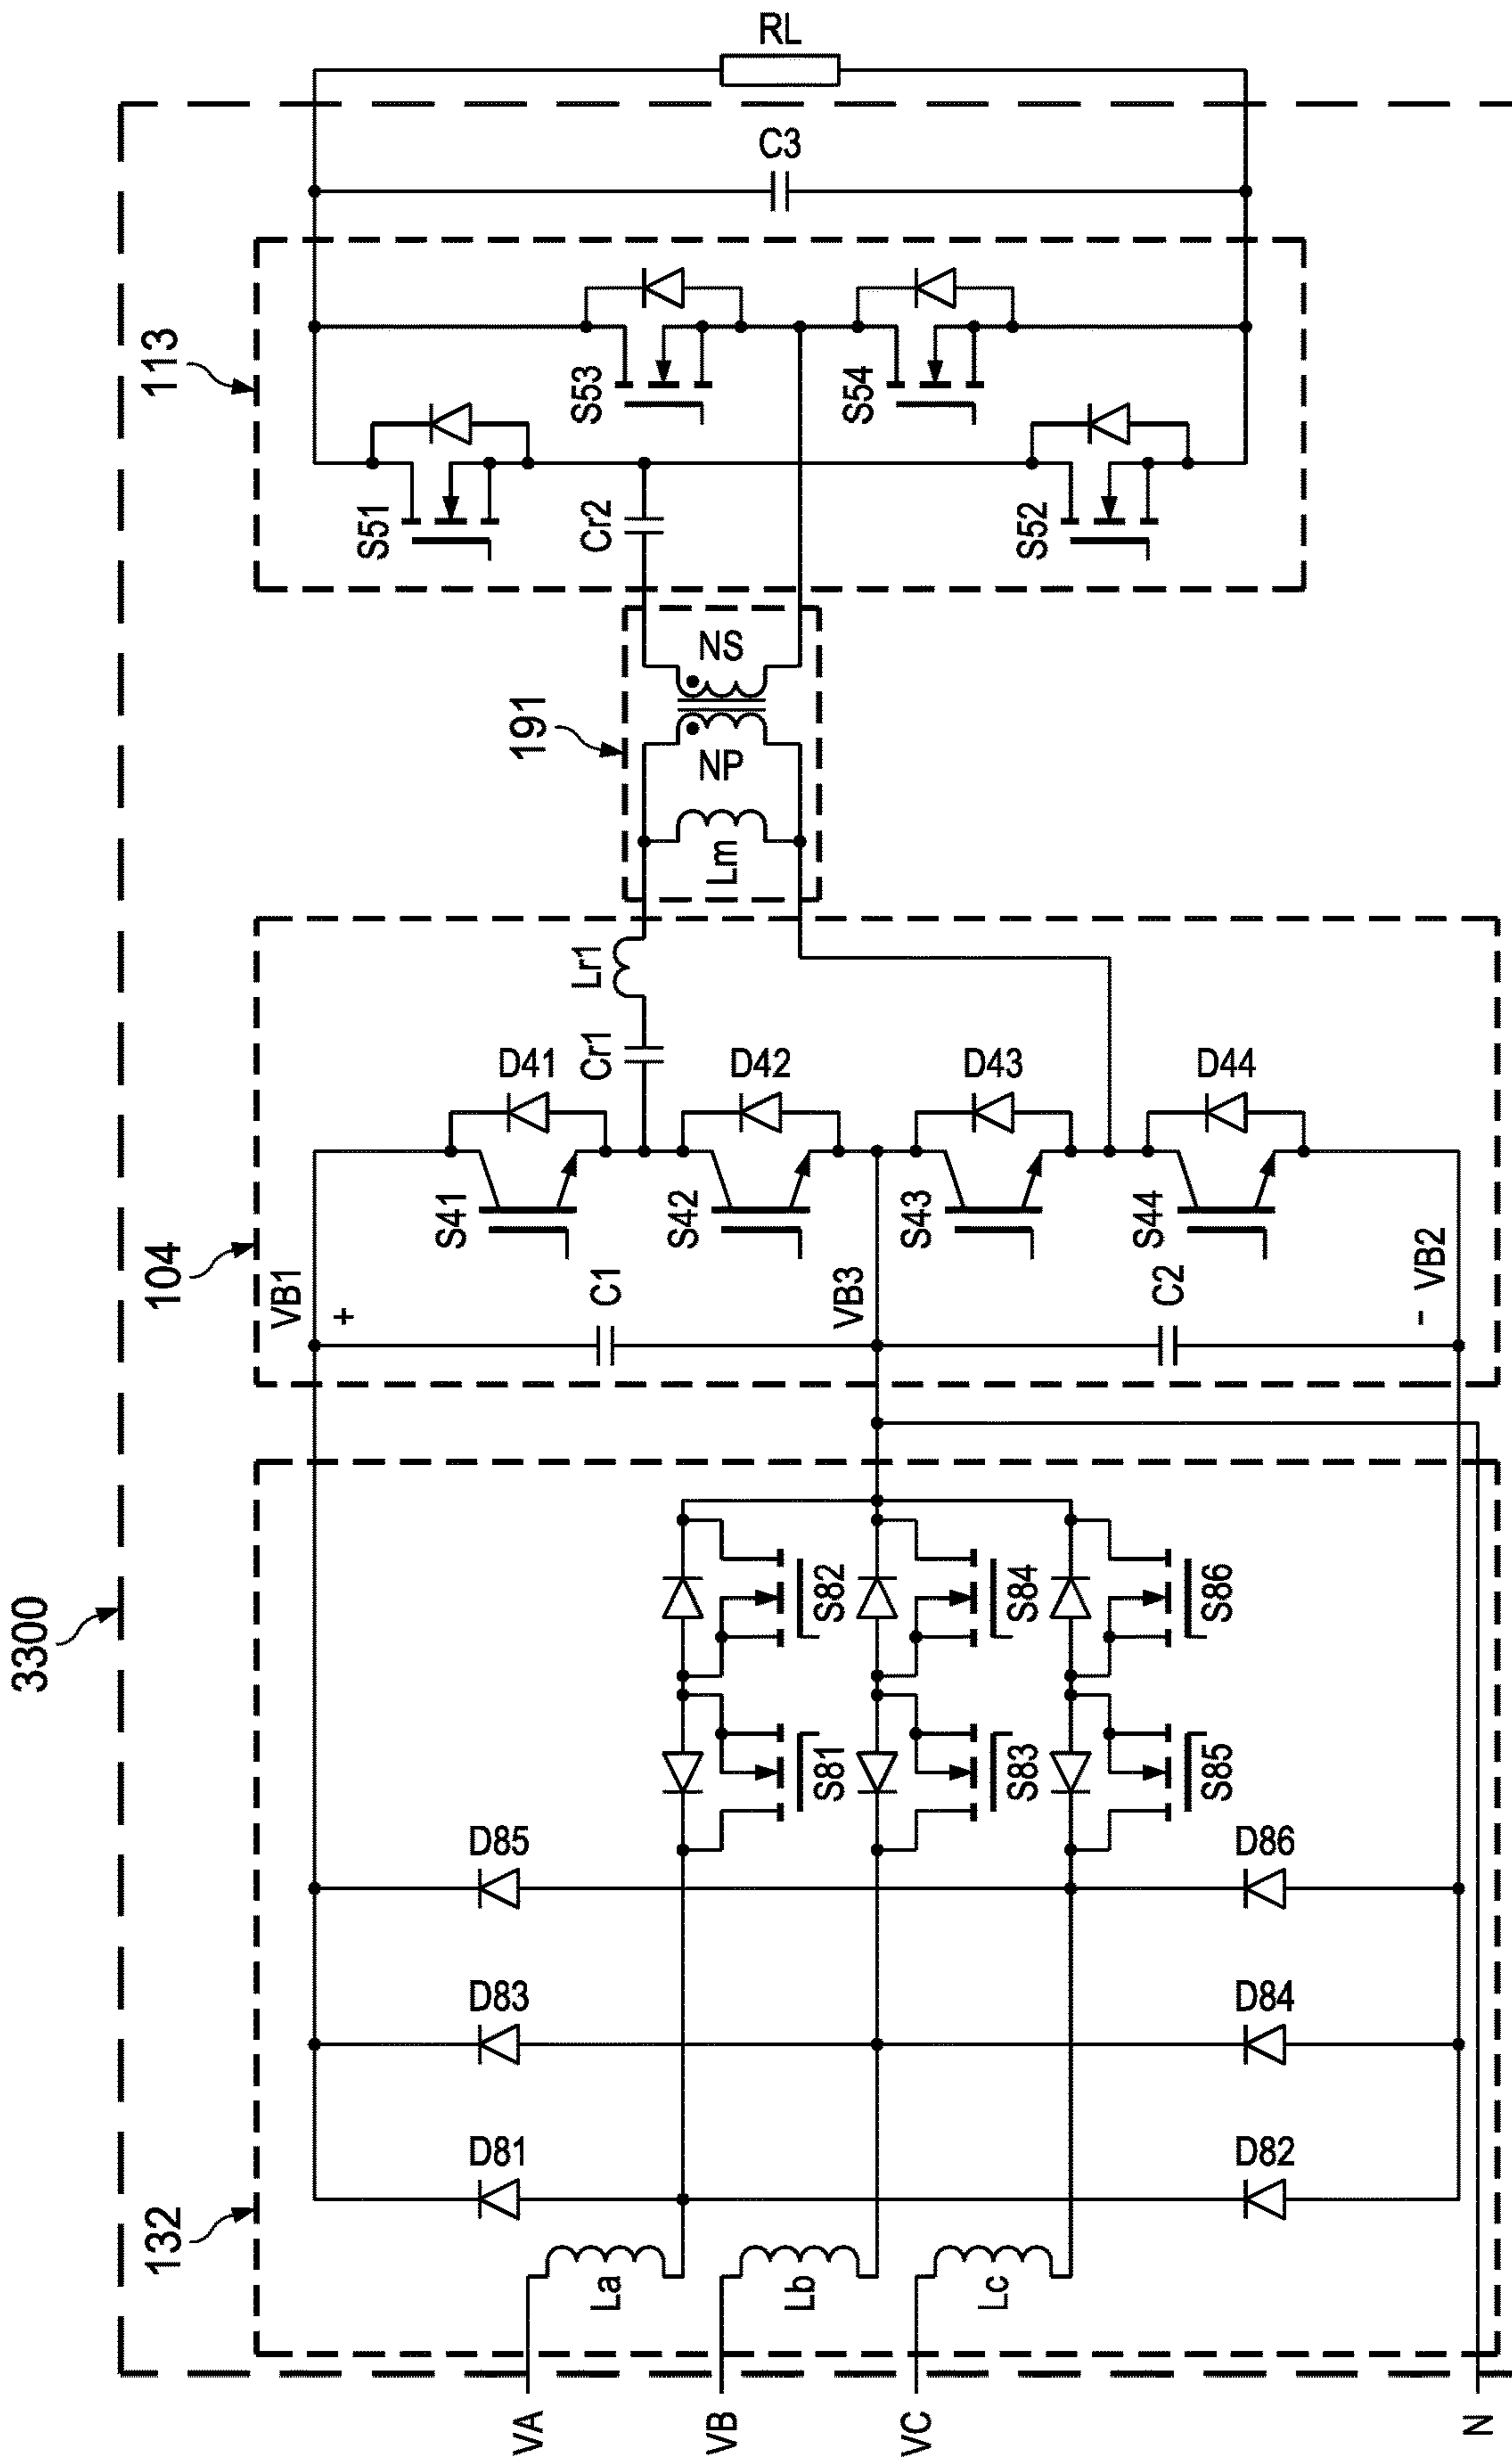 3300
132
104
191
113
VA
VB
VC
N
La
Lb
Lc
D81
D83
D85
D82
D84
D86
S81
S82
S83
S84
S85
S86
VB1
+
C1
VB3
C2
-
VB2
S41
D41
S42
D42
S43
D43
S44
D44
Cr1
Lr1
Lm
NP
NS
Cr2
S51
S52
S53
S54
C3
RL